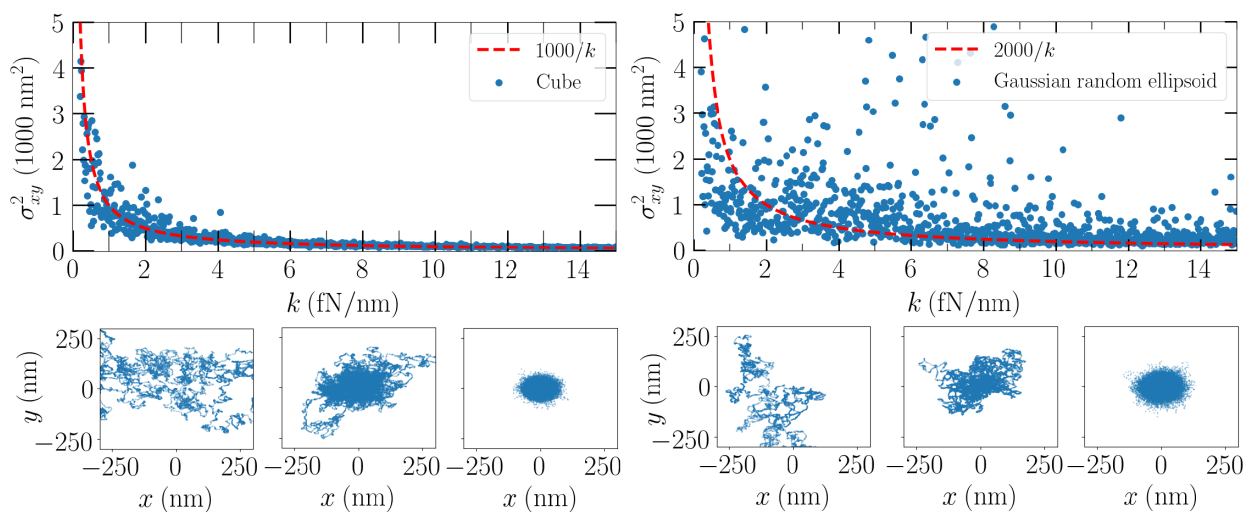 5
4
3
2
1
0
σ²xy (1000 nm²)
1000/k
Cube
0 2 4 6 8 10 12 14
k (fN/nm)
5
4
3
2
1
0
σ²xy (1000 nm²)
2000/k
Gaussian random ellipsoid
0 2 4 6 8 10 12 14
k (fN/nm)
250
0
−250
y (nm)
−250 0 250
x (nm)
−250 0 250
x (nm)
−250 0 250
x (nm)
250
0
−250
y (nm)
−250 0 250
x (nm)
−250 0 250
x (nm)
−250 0 250
x (nm)